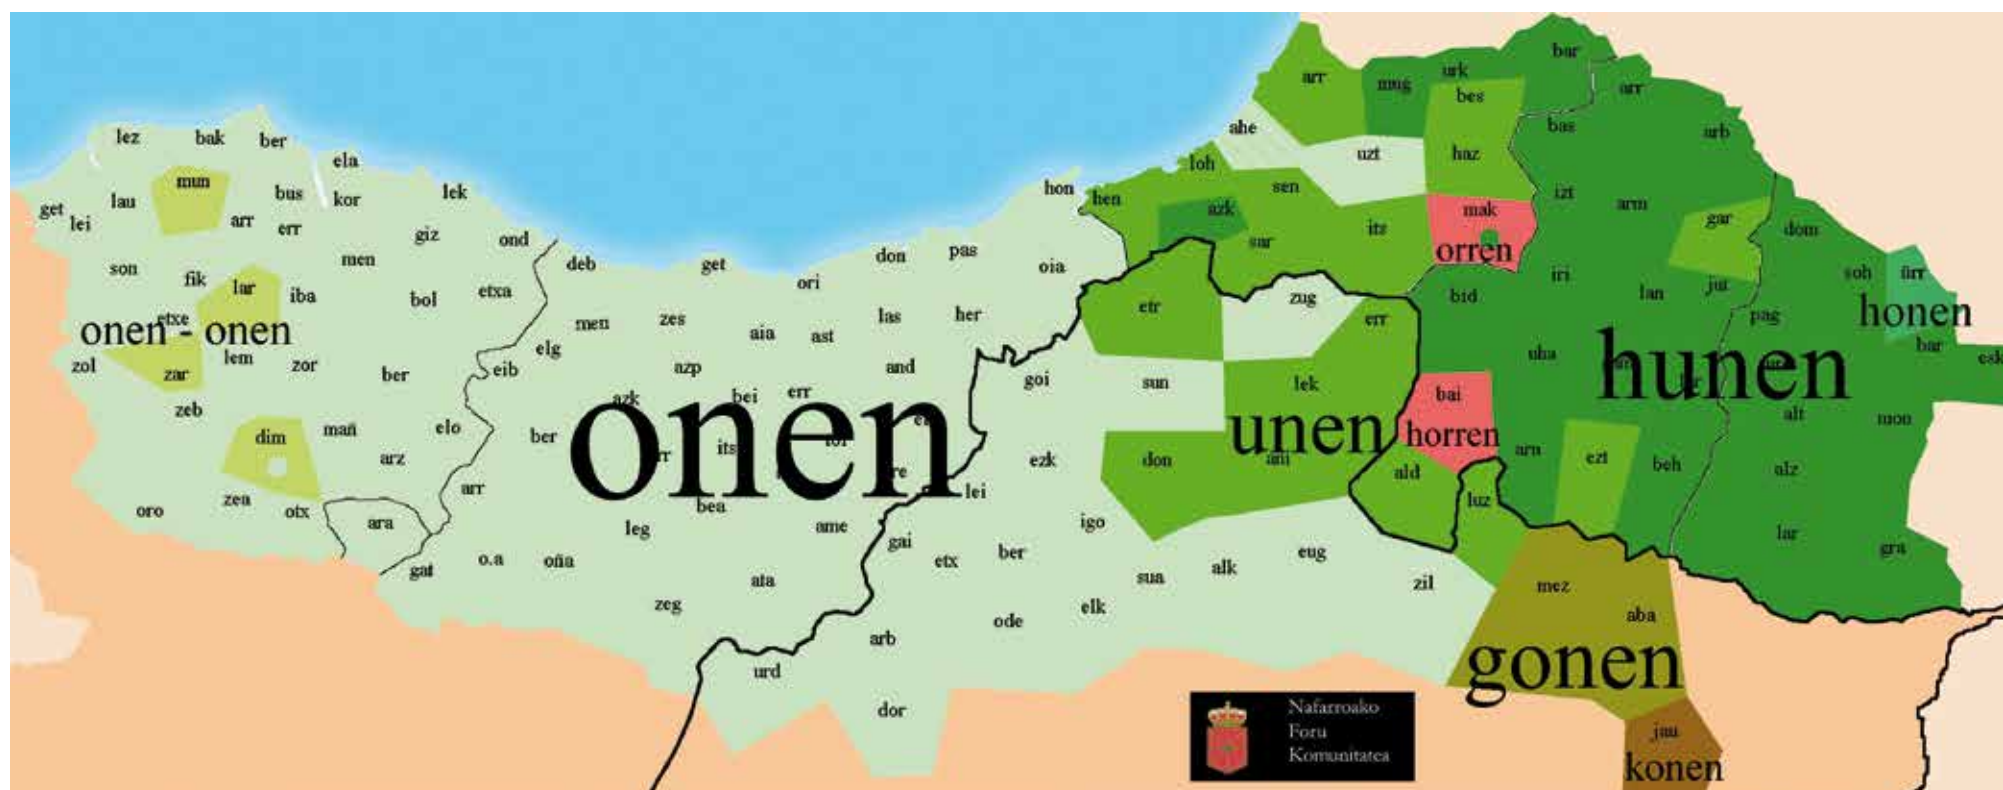 bar
urk
arr
mug
arr
bes
ahe
bas
arb
lez
bak
ber
ela
uzt
haz
loh
mun
sen
izt
lau
bus
kor
lek
hon
hen
arm
get
lei
arr
err
azk
mak
gar
its
dom
giz
ond
sar
orren
son
men
deb
get
don
pas
oia
fik
lar
iba
bol
etxa
ori
iri
soh
ürr
etxe
zug
bid
lan
jut
etr
err
pag
honen
onen - onen
men
zes
aia
ast
las
her
zol
zar
lem
zor
ber
elg
eib
azp
and
goi
sun
lek
uha
bar
esk
hunen
zeb
azk
bei
err
bai
dim
mañ
elo
ber
its
onen
unen
horren
alt
mon
arz
ezk
don
ald
arn
ezt
beh
alz
arr
lei
luz
oro
zea
otx
ara
leg
bea
ame
igo
gai
gat
o.a
oña
ata
etx
ber
sua
alk
eug
zil
lar
gra
zeg
arb
ode
elk
mez
aba
urd
gonen
dor
Nafarroako
Foru
Komunitatea
jau
konen